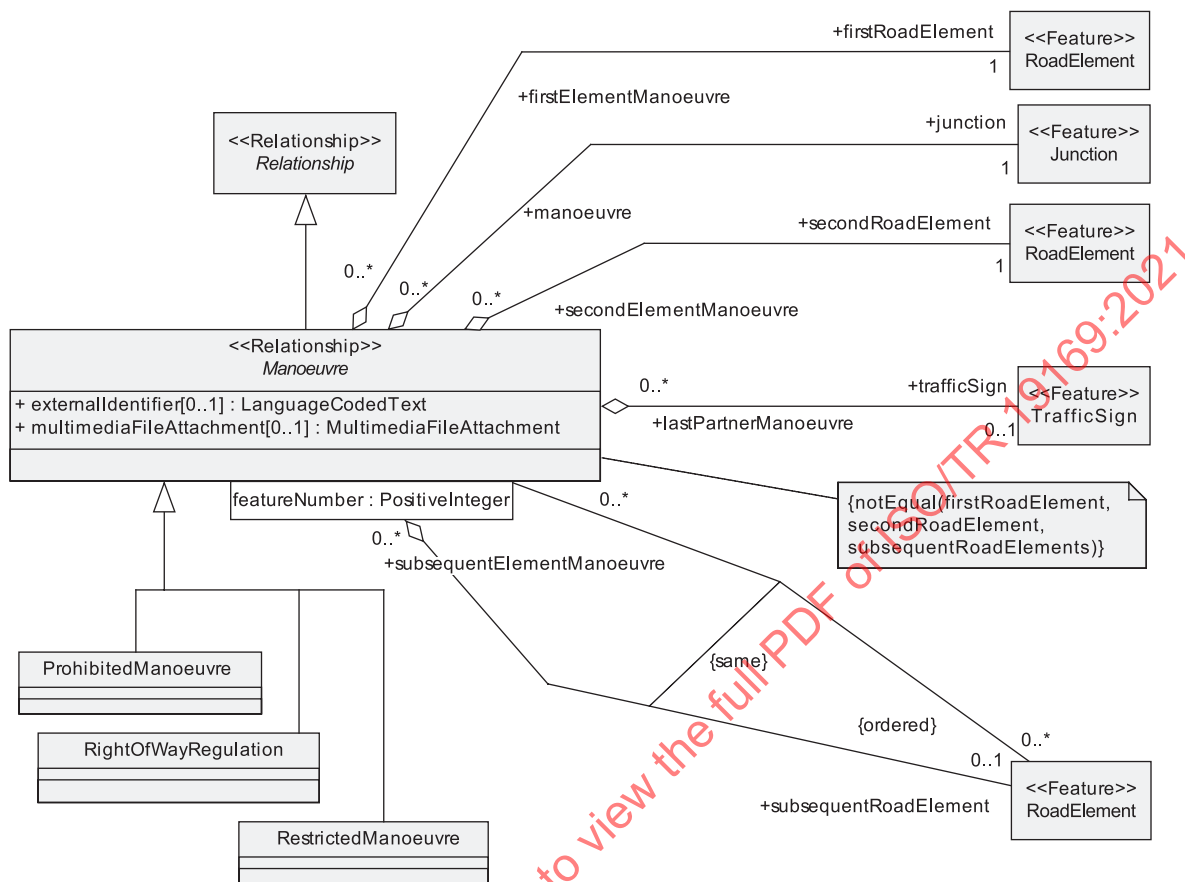 +firstRoadElement
1
<<Feature>>
RoadElement
+firstElementManoeuvre
0..*
<<Relationship>>
Relationship
+junction
1
<<Feature>>
Junction
+manoeuvre
0..*
+secondRoadElement
1
<<Feature>>
RoadElement
0..*
+secondElementManoeuvre
<<Relationship>>
Manoeuvre
+ externalIdentifier[0..1] : LanguageCodedText
+ multimediaFileAttachment[0..1] : MultimediaFileAttachment
0..*
+trafficSign
+lastPartnerManoeuvre
0..1
<<Feature>>
TrafficSign
featureNumber : PositiveInteger
0..*
{notEqual(firstRoadElement,
secondRoadElement,
subsequentRoadElements)}
0..*
+subsequentElementManoeuvre
{same}
{ordered}
0..*
0..1
+subsequentRoadElement
<<Feature>>
RoadElement
ProhibitedManoeuvre
RightOfWayRegulation
RestrictedManoeuvre
to view the full PDF of ISO/TR 19169:2021